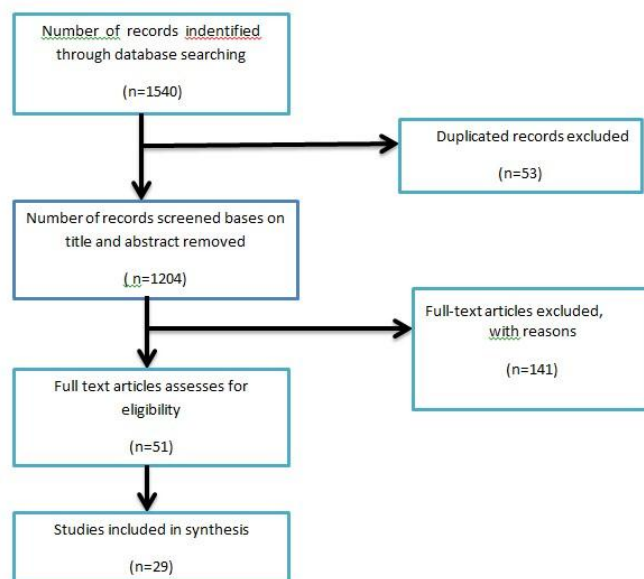 Number of records indentified
through database searching
(n=1540)
Duplicated records excluded
(n=53)
Number of records screened bases on
title and abstract removed
( n=1204)
Full-text articles excluded,
with reasons
(n=141)
Full text articles assesses for
eligibility
(n=51)
Studies included in synthesis
(n=29)